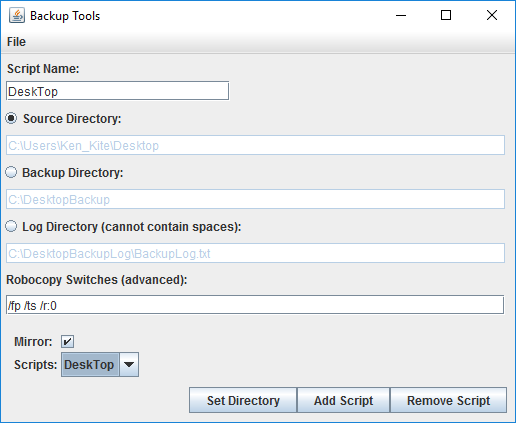 Backup Tools
File
Script Name:
DeskTop
Source Directory:
C:\Users\Ken_Kite\Desktop
Backup Directory:
C:\DesktopBackup
Log Directory (cannot contain spaces):
C:\DesktopBackupLog\BackupLog.txt
Robocopy Switches (advanced):
/fp /ts /r:0
Mirror:
Scripts: DeskTop
Set Directory Add Script Remove Script